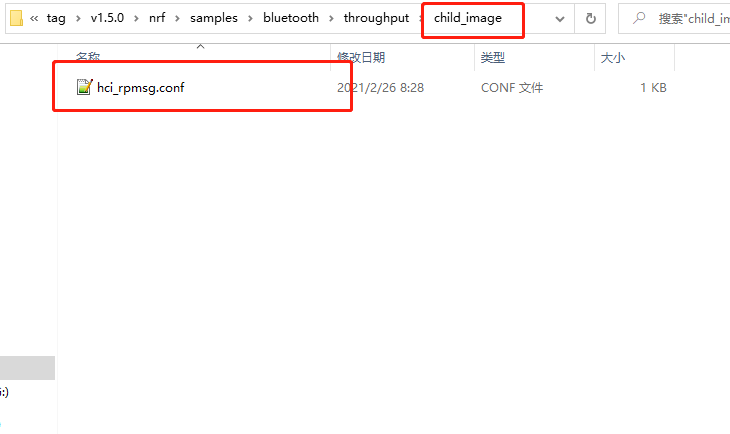 « tag › v1.5.0 › nrf › samples › bluetooth › throughput › child_image
搜索"child_im
名称 修改日期 类型 大小
hci_rpmsg.conf 2021/2/26 8:28 CONF 文件 1 KB
:)